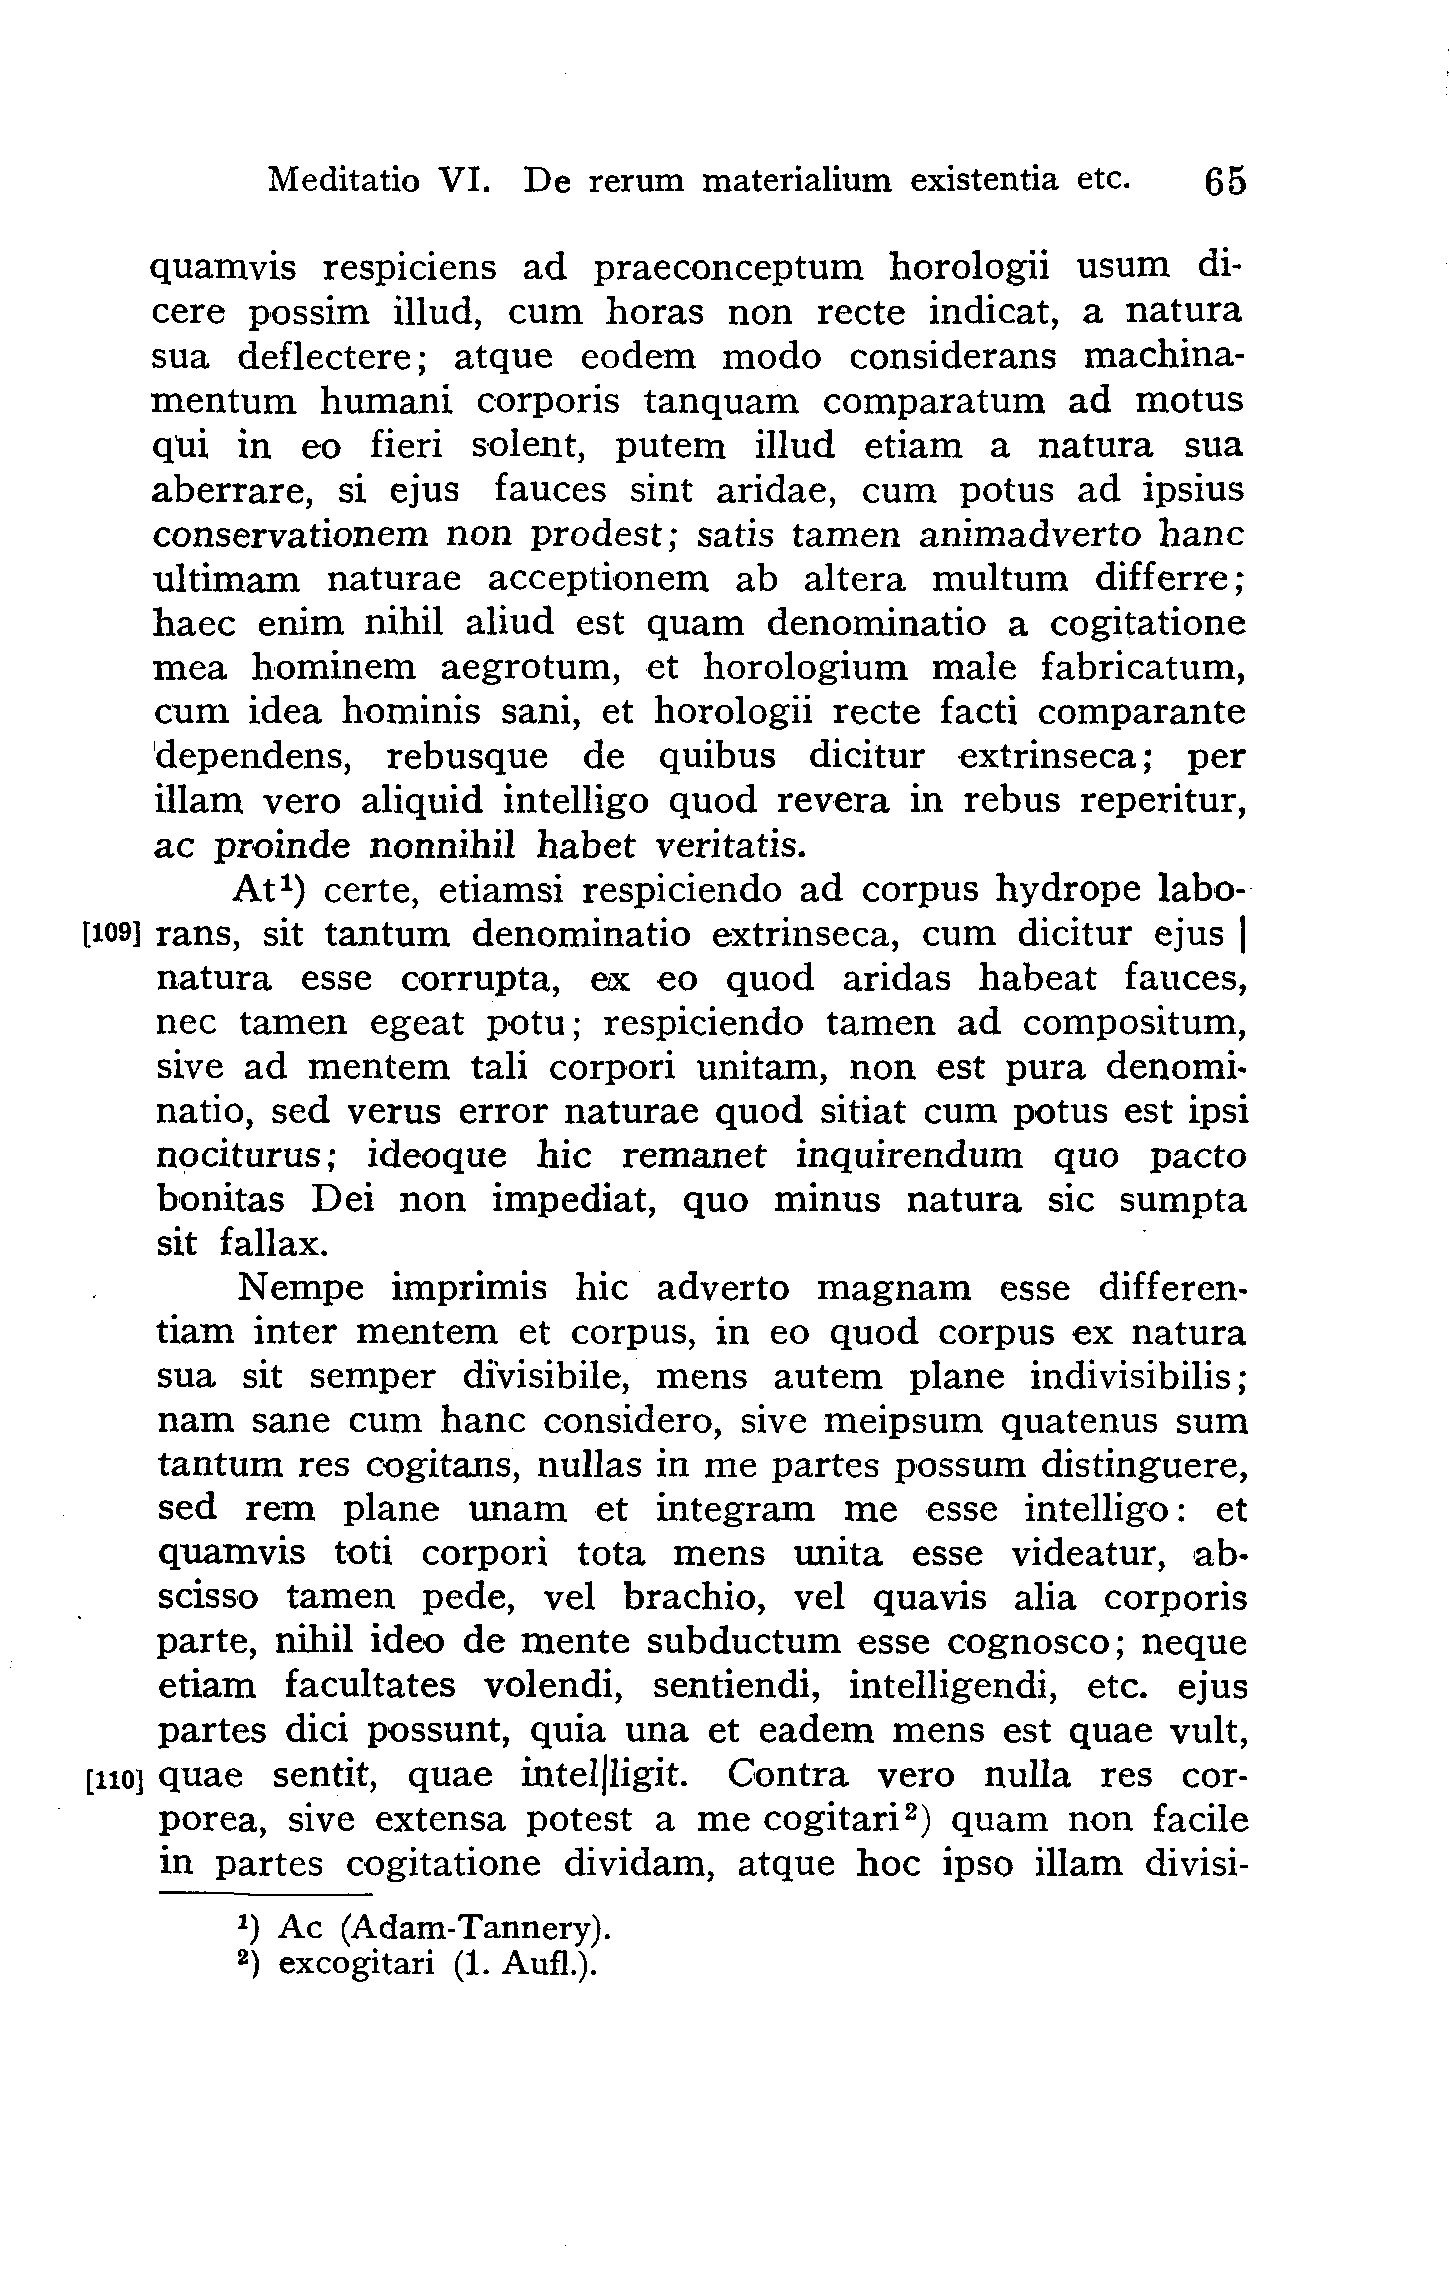 Meditatio VI. De rerum materialium existentia etc. 65
quamvis respiciens ad praeconceptum horologii usum di-
cere possim illud, cum horas non recte indicat, a natura
sua deflectere; atque eodem modo considerans machina-
mentum humani corporis tanquam comparatum ad motus
qui in eo fieri solent, putem illud etiam a natura sua
aberrare, si ejus fauces sint aridae, cum potus ad ipsius
conservationem non prodest; satis tamen animadverto hanc
ultimam naturae acceptionem ab altera multum differre;
haec enim nihil aliud est quam denominatio a cogitatione
mea hominem aegrotum, et horologium male fabricatum,
cum idea hominis sani, et horologii recte facti comparante
dependens, rebusque de quibus dicitur extrinseca; per
illam vero aliquid intelligo quod revera in rebus reperitur,
ac proinde nonnihil habet veritatis.
At¹) certe, etiamsi respiciendo ad corpus hydrope labo-
[109] rans, sit tantum denominatio extrinseca, cum dicitur ejus |
natura esse corrupta, ex eo quod aridas habeat fauces,
nec tamen egeat potu; respiciendo tamen ad compositum,
sive ad mentem tali corpori unitam, non est pura denomi-
natio, sed verus error naturae quod sitiat cum potus est ipsi
nociturus; ideoque hic remanet inquirendum quo pacto
bonitas Dei non impediat, quo minus natura sic sumpta
sit fallax.
Nempe imprimis hic adverto magnam esse differen-
tiam inter mentem et corpus, in eo quod corpus ex natura
sua sit semper divisibile, mens autem plane indivisibilis;
nam sane cum hanc considero, sive meipsum quatenus sum
tantum res cogitans, nullas in me partes possum distinguere,
sed rem plane unam et integram me esse intelligo: et
quamvis toti corpori tota mens unita esse videatur, ab-
scisso tamen pede, vel brachio, vel quavis alia corporis
parte, nihil ideo de mente subductum esse cognosco; neque
etiam facultates volendi, sentiendi, intelligendi, etc. ejus
partes dici possunt, quia una et eadem mens est quae vult,
[110] quae sentit, quae intel|ligit. Contra vero nulla res cor-
porea, sive extensa potest a me cogitari²) quam non facile
in partes cogitatione dividam, atque hoc ipso illam divisi-
¹) Ac (Adam-Tannery).
²) excogitari (1. Aufl.).